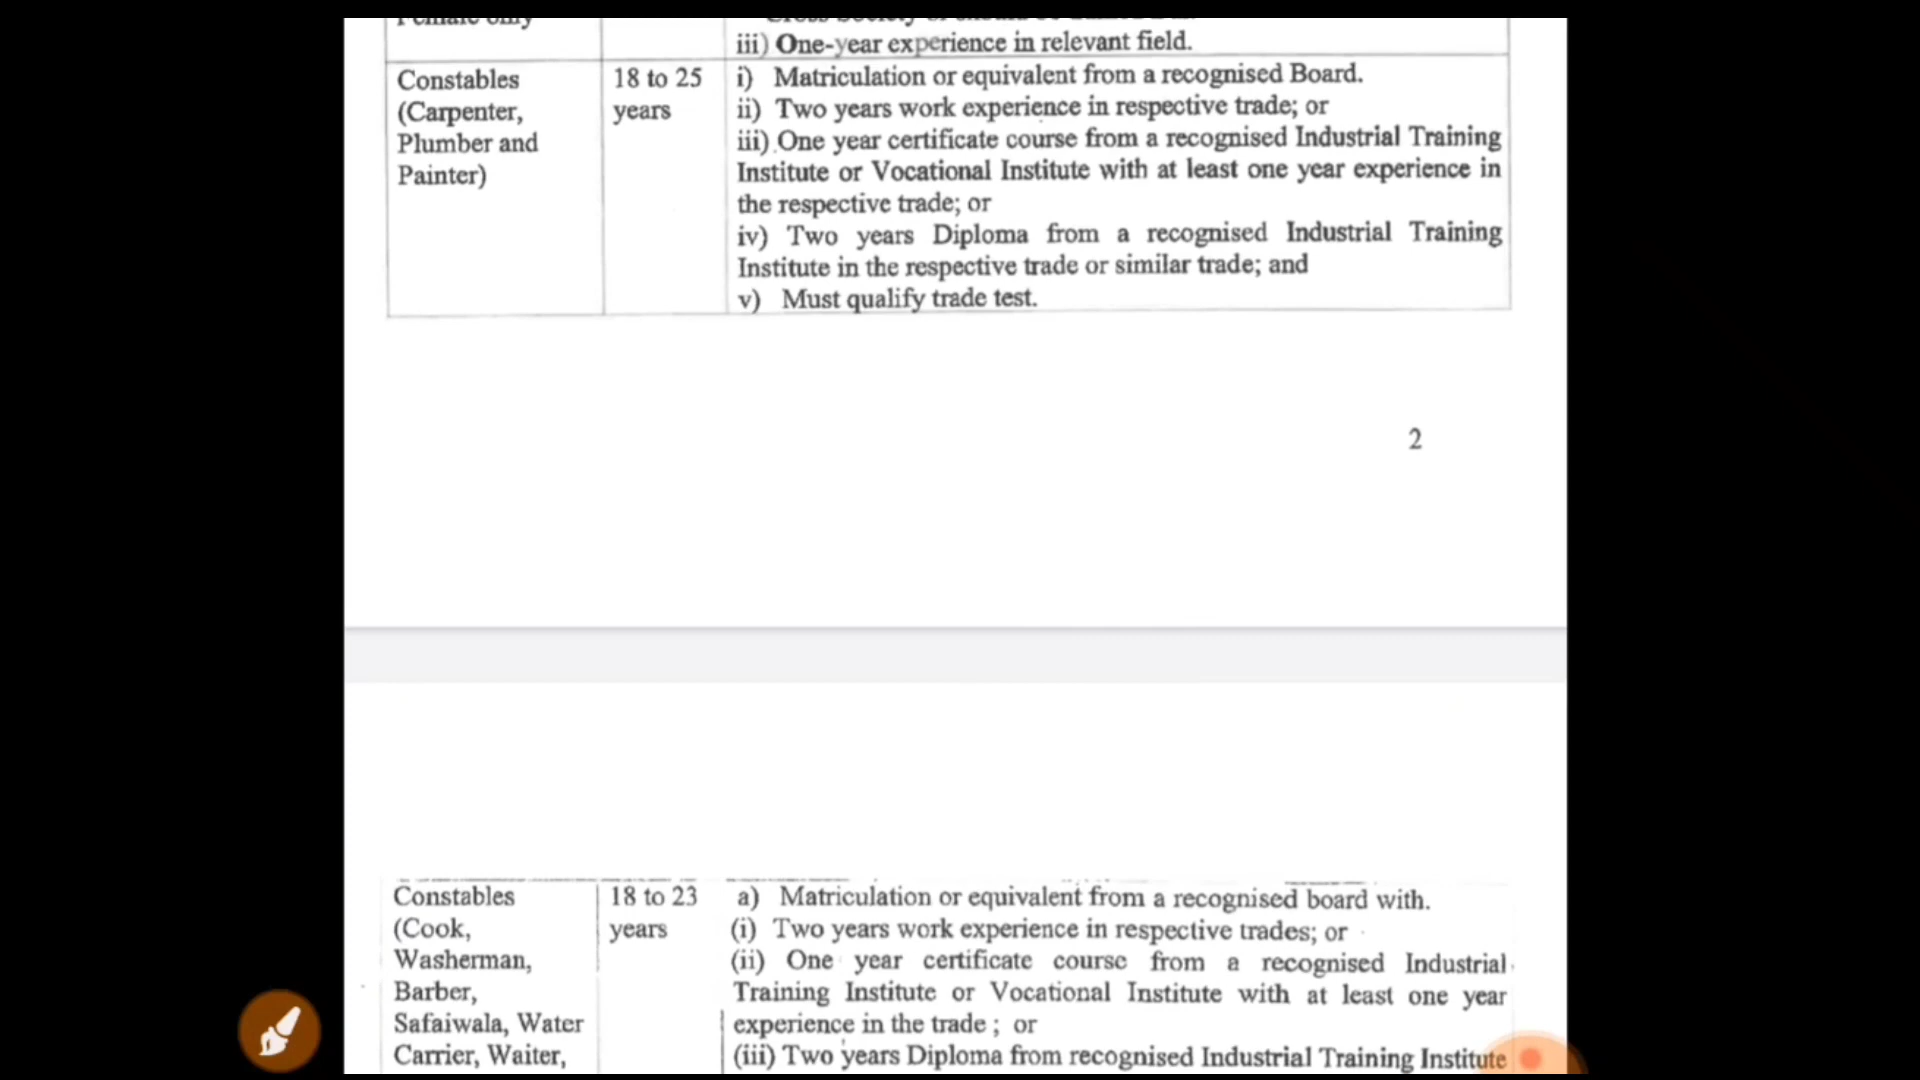 Female only
iii) One-year experience in relevant field.
Constables
(Carpenter,
Plumber and
Painter)
18 to 25
years
i) Matriculation or equivalent from a recognised Board.
ii) Two years work experience in respective trade; or
iii) One year certificate course from a recognised Industrial Training
Institute or Vocational Institute with at least one year experience in
the respective trade; or
iv) Two years Diploma from a recognised Industrial Training
Institute in the respective trade or similar trade; and
v) Must qualify trade test.
2
Constables
(Cook,
Washerman,
Barber,
Safaiwala, Water
Carrier, Waiter,
18 to 23
years
a) Matriculation or equivalent from a recognised board with.
(i) Two years work experience in respective trades; or
(ii) One year certificate course from a recognised Industrial
Training Institute or Vocational Institute with at least one year
experience in the trade ; or
(iii) Two years Diploma from recognised Industrial Training Institute